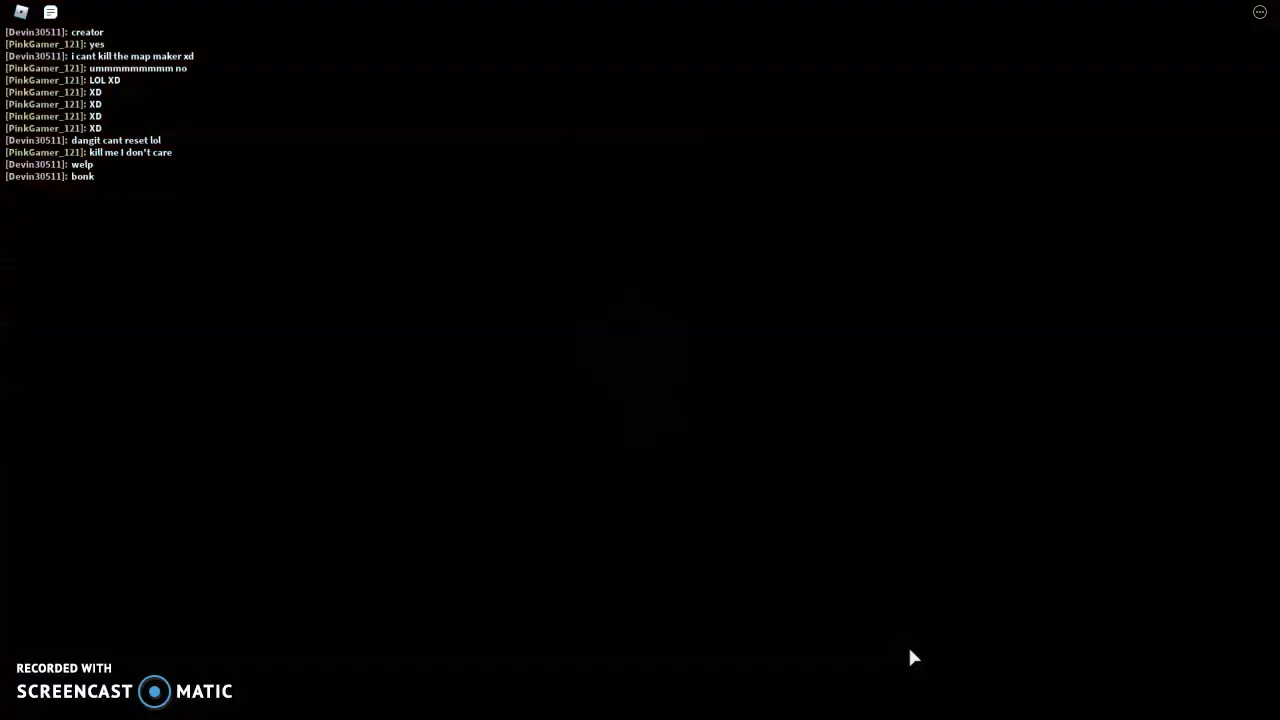 [Devin30511]: creator
[PinkGamer_121]: yes
[Devin30511]: i cant kill the map maker xd
[PinkGamer_121]: ummmmmmmmm no
[PinkGamer_121]: LOL XD
[PinkGamer_121]: XD
[PinkGamer_121]: XD
[PinkGamer_121]: XD
[PinkGamer_121]: XD
[Devin30511]: dangit cant reset lol
[PinkGamer_121]: kill me I don't care
[Devin30511]: welp
[Devin30511]: bonk
RECORDED WITH
SCREENCAST MATIC